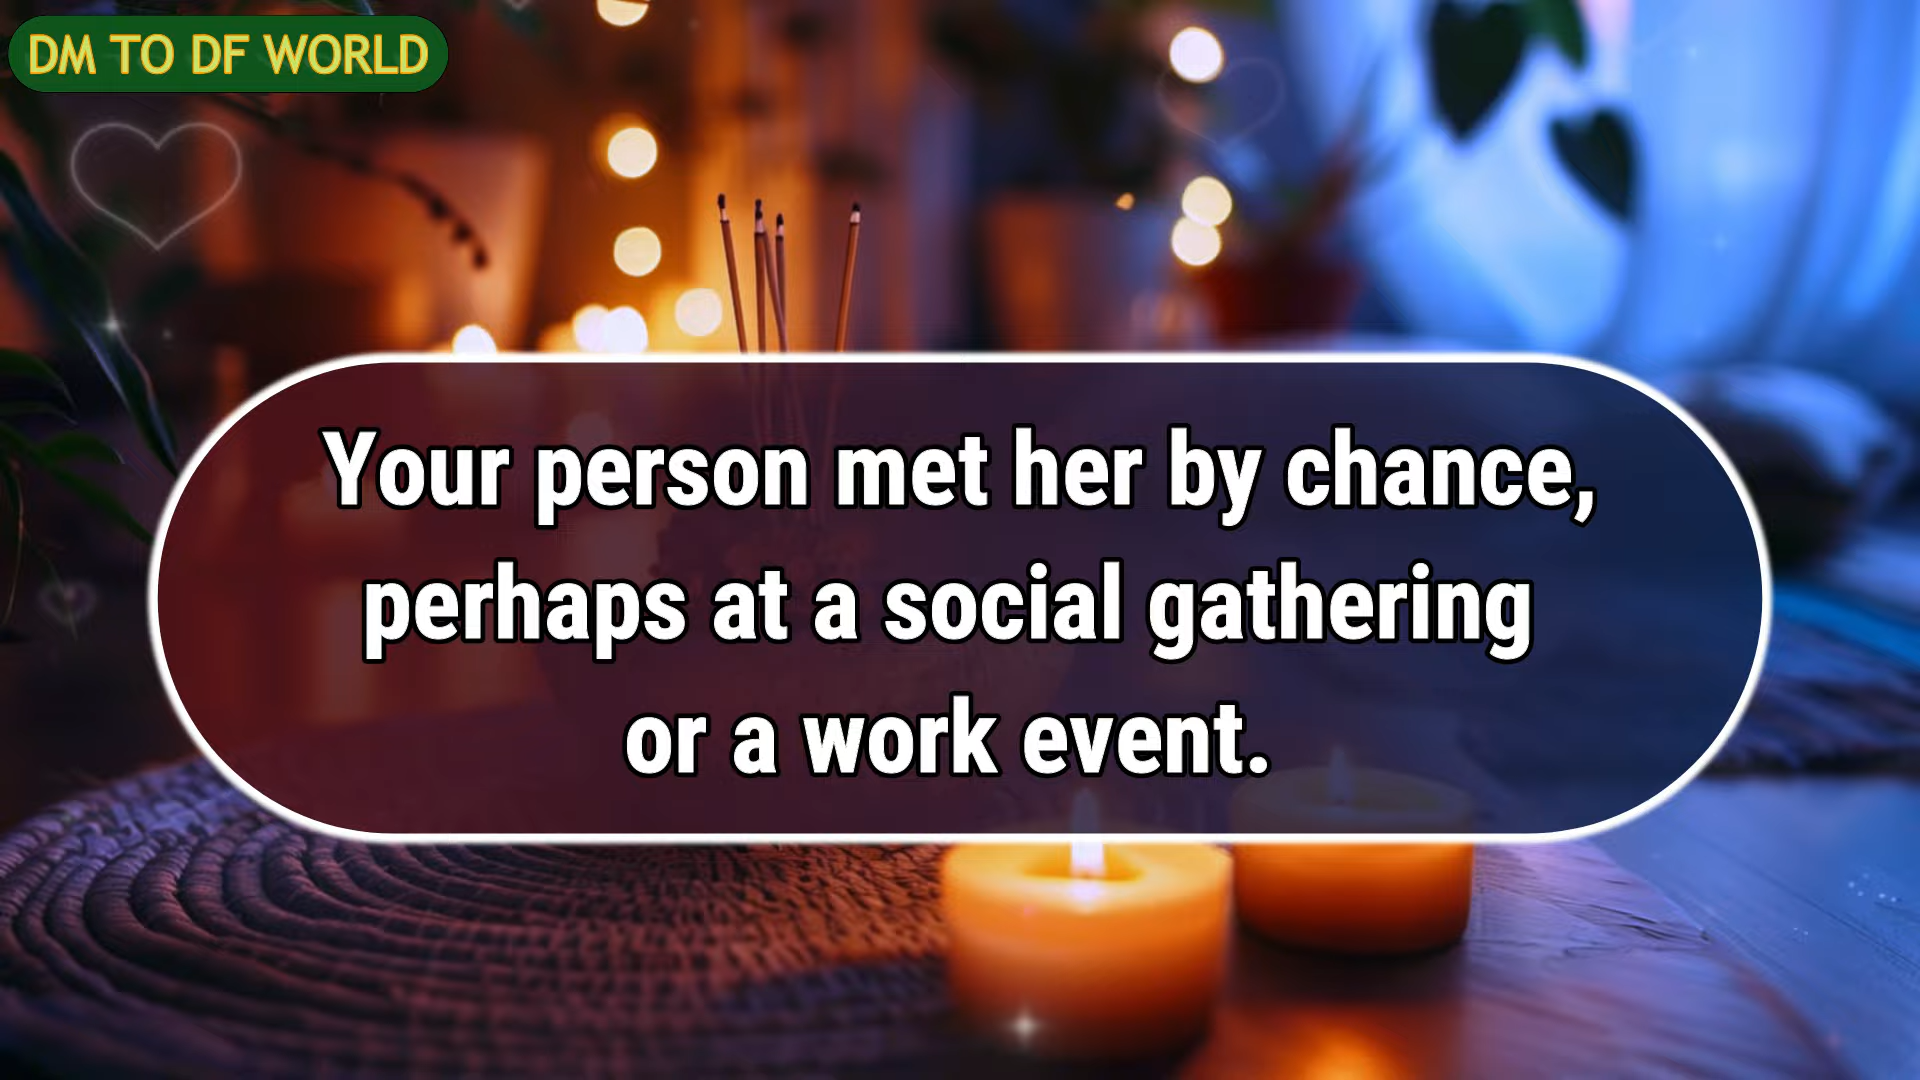 DM TO DF WORLD
Your person met her by chance,
perhaps at a social gathering
or a work event.